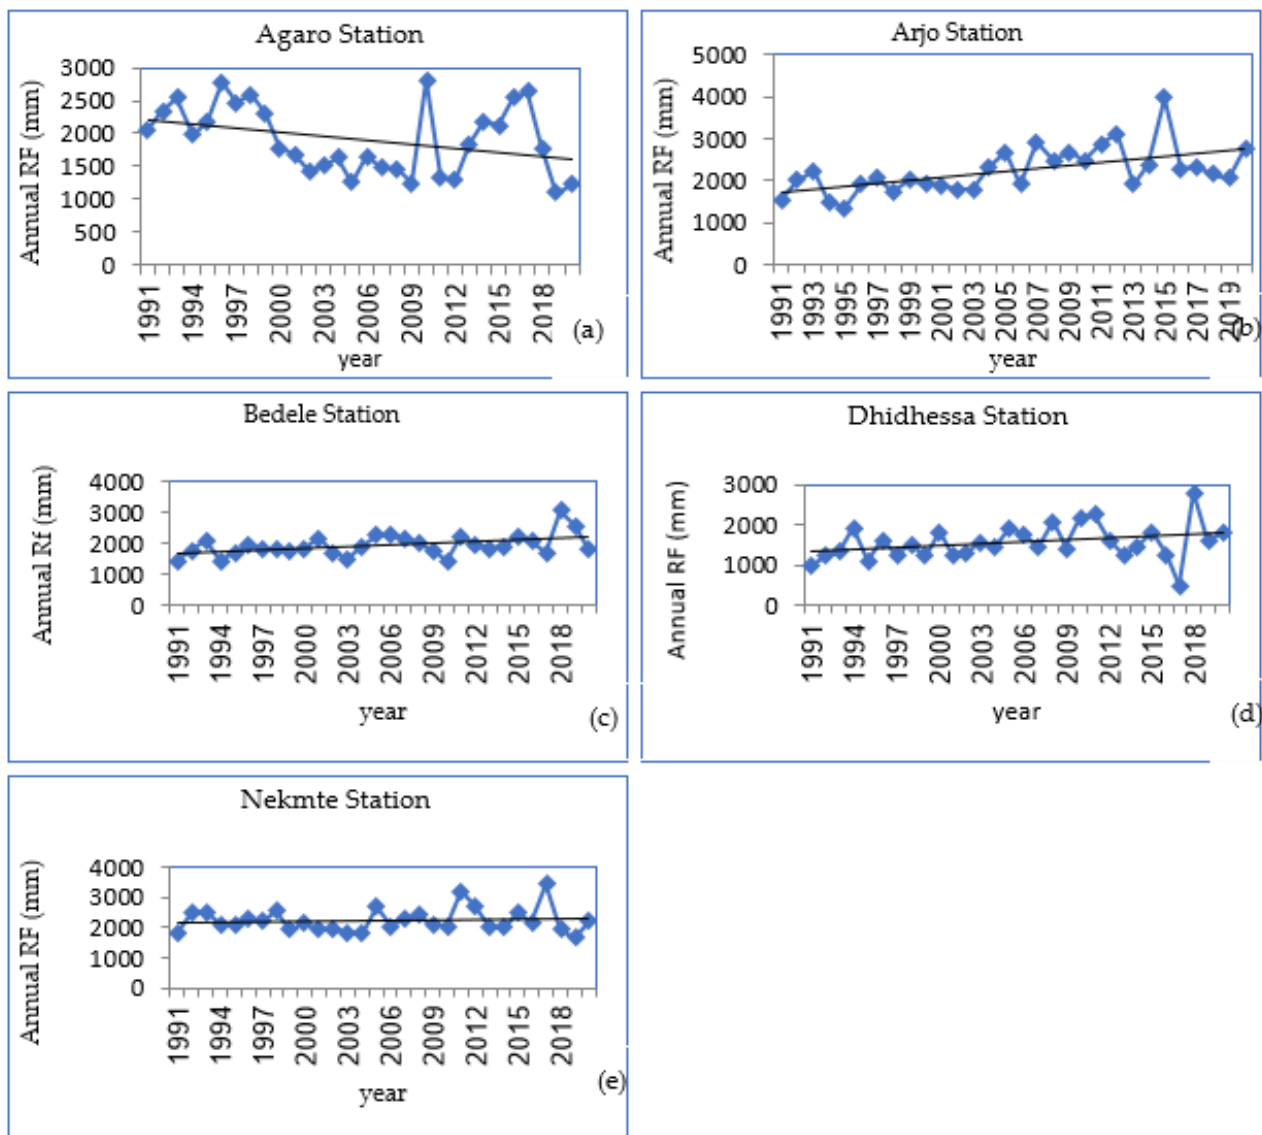 Agaro Station
Annual RF (mm)
3000
2500
2000
1500
1000
500
0
1991 1994 1997 2000 2003 2006 2009 2012 2015 2018
year
(a)
Arjo Station
Annual RF (mm)
5000
4000
3000
2000
1000
0
1991 1993 1995 1997 1999 2001 2003 2005 2007 2009 2011 2013 2015 2017 2019
year
(b)
Bedele Station
Annual Rf (mm)
4000
3000
2000
1000
0
1991 1994 1997 2000 2003 2006 2009 2012 2015 2018
year
(c)
Dhidhessa Station
Annual RF (mm)
3000
2000
1000
0
1991 1994 1997 2000 2003 2006 2009 2012 2015 2018
year
(d)
Nekmte Station
Annual RF (mm)
4000
3000
2000
1000
0
1991 1994 1997 2000 2003 2006 2009 2012 2015 2018
year
(e)